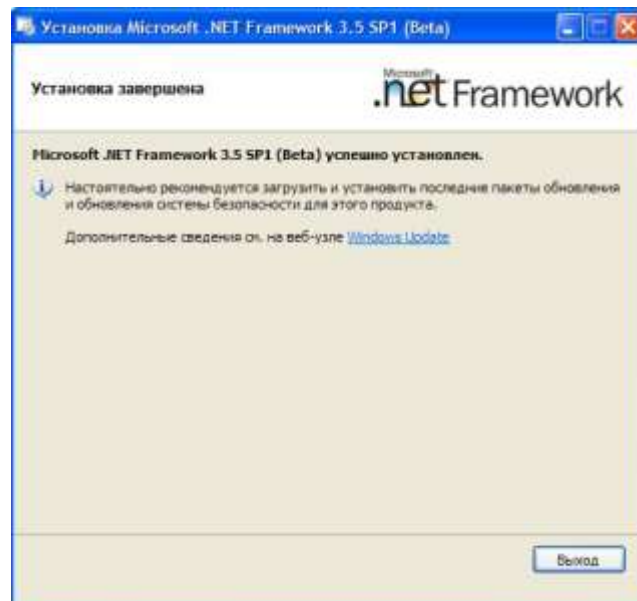 Установка Microsoft .NET Framework 3.5 SP1 (Beta)
Установка завершена
Microsoft
.net Framework
Microsoft .NET Framework 3.5 SP1 (Beta) успешно установлен.
Настоятельно рекомендуется загрузить и установить последние пакеты обновления
и обновления системы безопасности для этого продукта.
Дополнительные сведения см. на веб-узле Windows Update
Выход